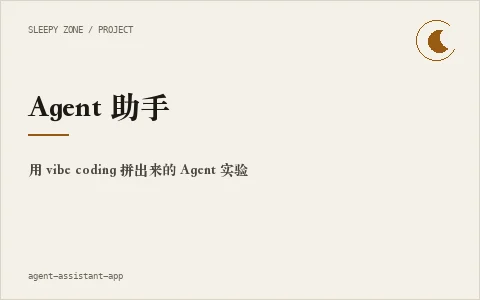 SLEEPY ZONE / PROJECT
Agent 助手
用 vibe coding 拼出来的 Agent 实验
agent-assistant-app